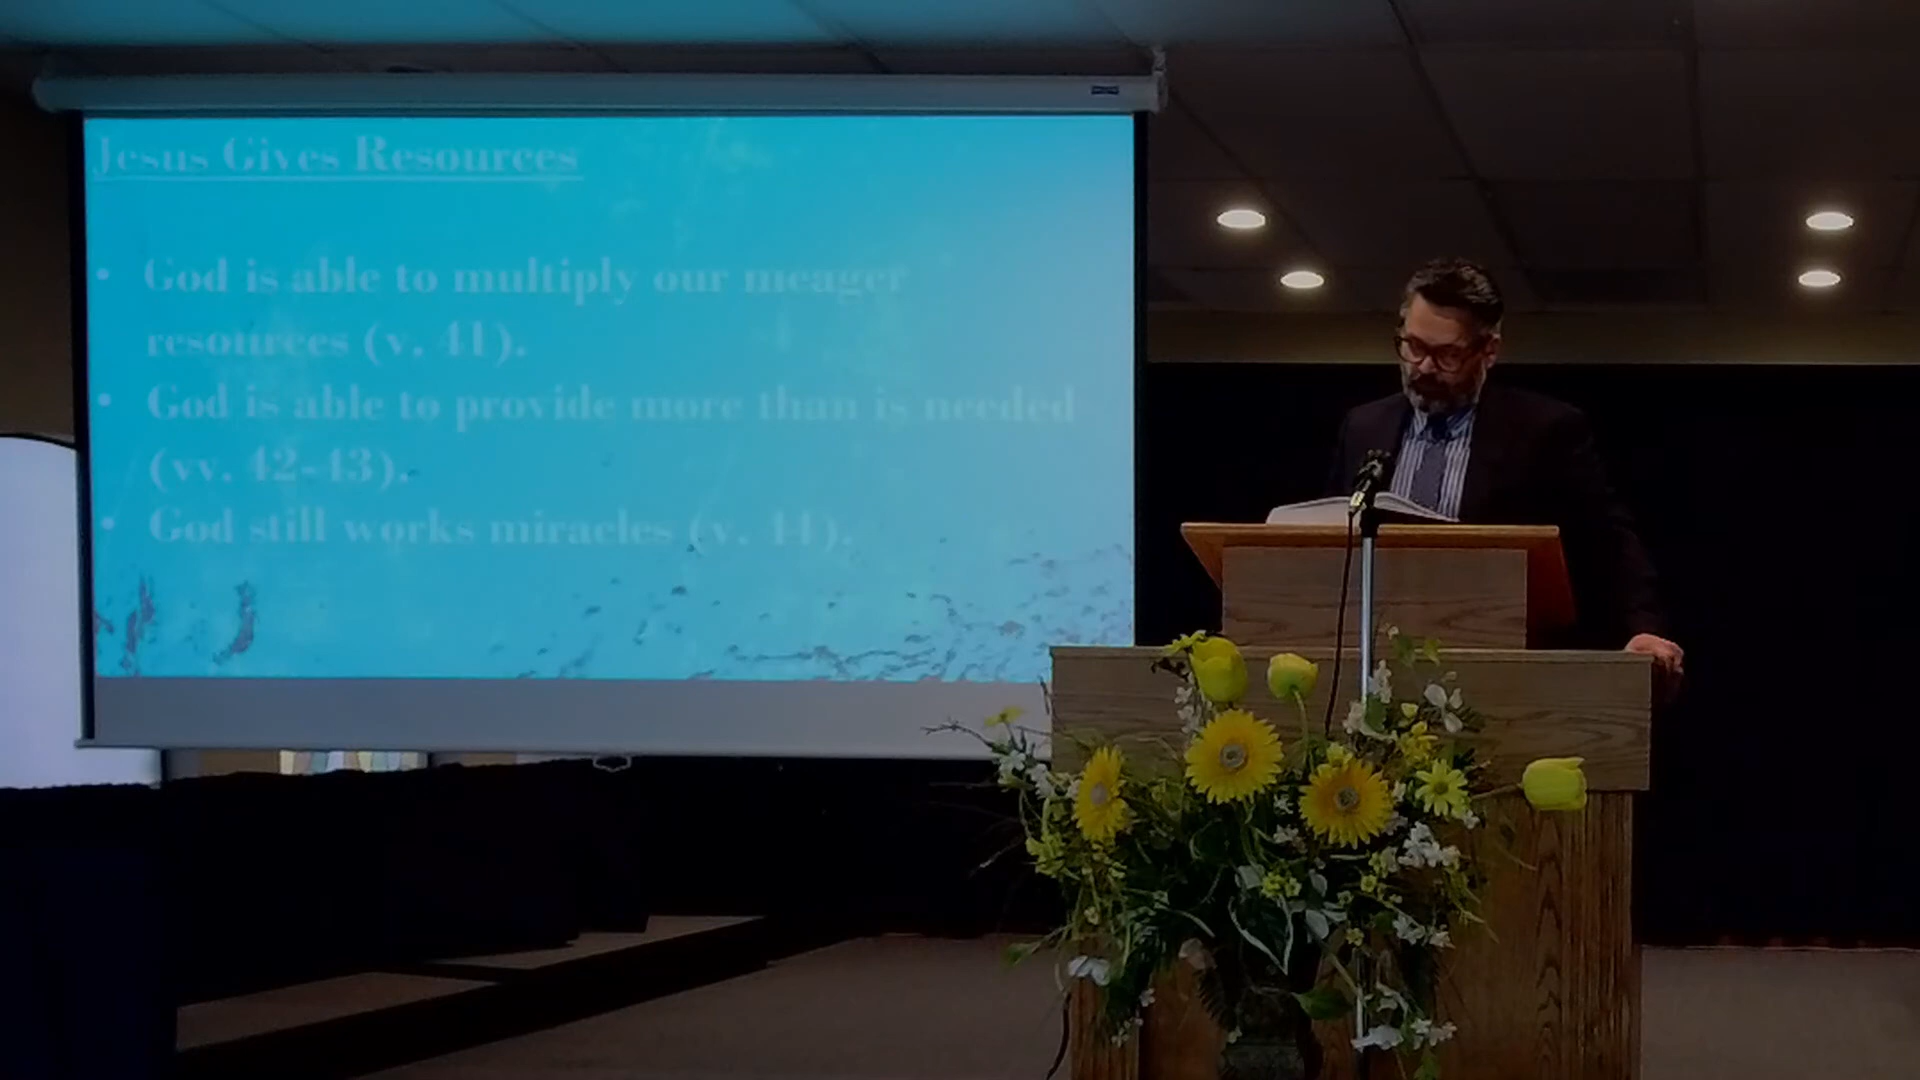 Jesus Gives Resources
• God is able to multiply our meager
resources (v. 41).
• God is able to provide more than is needed
(vv. 42-43).
• God still works miracles (v. 44).